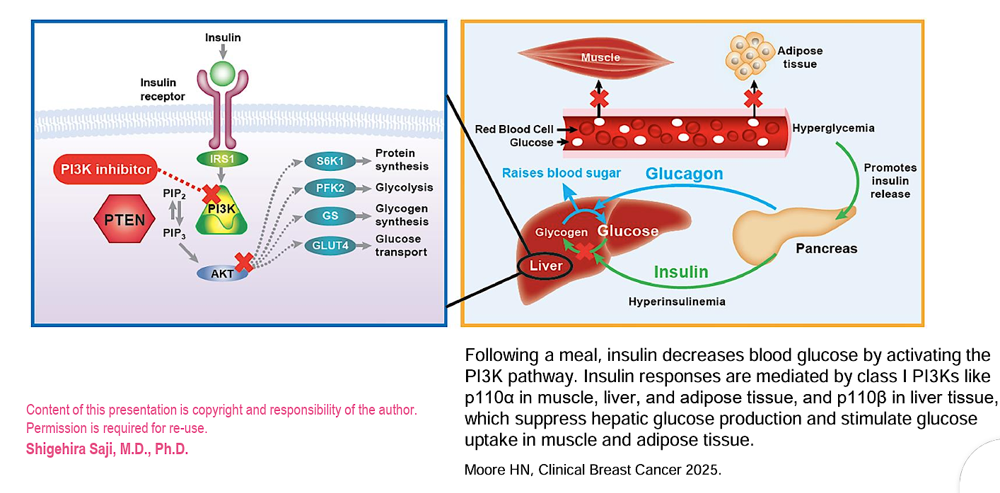 Insulin
Insulin
receptor
IRS1
PI3K inhibitor
PI3K
PTEN
PIP2
PIP3
AKT
S6K1
Protein
synthesis
PFK2
Glycolysis
GS
Glycogen
synthesis
GLUT4
Glucose
transport
Muscle
Adipose
tissue
Red Blood Cell
Glucose
Hyperglycemia
Raises blood sugar
Glucagon
Promotes
insulin
release
Glycogen
Glucose
Liver
Pancreas
Insulin
Hyperinsulinemia
Following a meal, insulin decreases blood glucose by activating the
PI3K pathway. Insulin responses are mediated by class I PI3Ks like
p110α in muscle, liver, and adipose tissue, and p110β in liver tissue,
which suppress hepatic glucose production and stimulate glucose
uptake in muscle and adipose tissue.
Moore HN, Clinical Breast Cancer 2025.
Content of this presentation is copyright and responsibility of the author.
Permission is required for re-use.
Shigehira Saji, M.D., Ph.D.